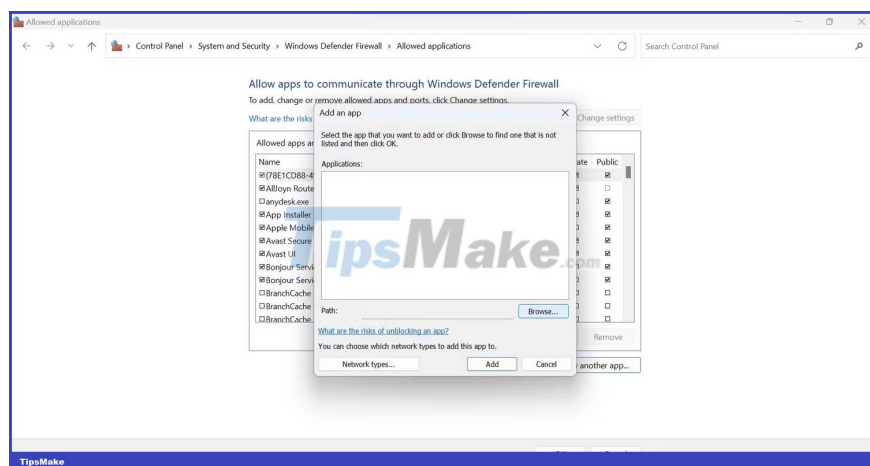 Allowed applications
Control Panel › System and Security › Windows Defender Firewall › Allowed applications
Search Control Panel
Allow apps to communicate through Windows Defender Firewall
To add, change or remove allowed apps and ports, click Change settings.
What are the risks
Change settings
Allowed apps
Name
Public
AllJoyn Route
anydesk.exe
App Installer
Apple Mobile
Avast Secure
Avast UI
Bonjour Servi
Bonjour Servi
BranchCache
BranchCache
BranchCache
Remove
another app...
Add an app
Select the app that you want to add or click Browse to find one that is not
listed and then click OK.
Applications:
Path:
Browse...
What are the risks of unblocking an app?
You can choose which network types to add this app to.
Network types...
Add
Cancel
TipsMake.com
TipsMake